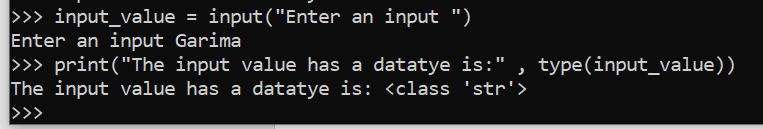 >>> input_value = input("Enter an input ")
Enter an input Garima
>>> print("The input value has a datatye is:" , type(input_value))
The input value has a datatye is: <class 'str'>
>>>